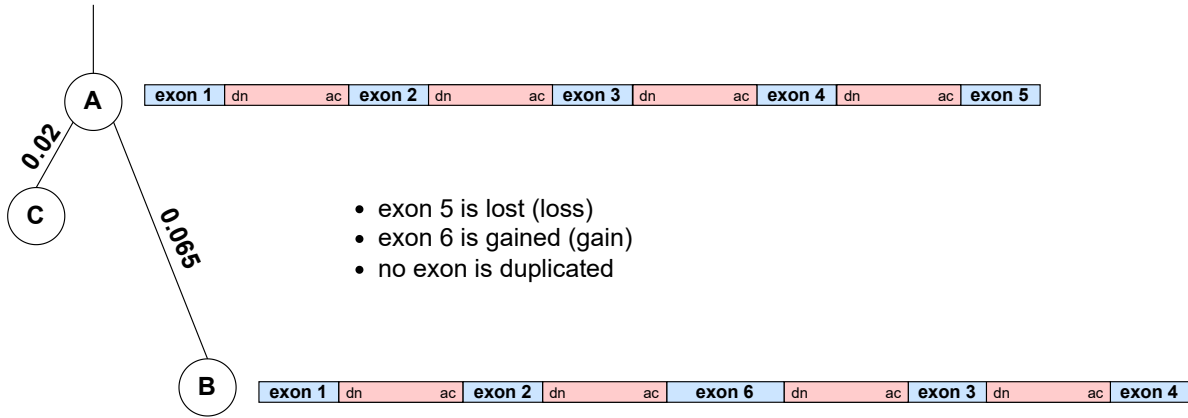 A
exon 1 dn ac exon 2 dn ac exon 3 dn ac exon 4 dn ac exon 5
0.02
C
0.065
• exon 5 is lost (loss)
• exon 6 is gained (gain)
• no exon is duplicated
B
exon 1 dn ac exon 2 dn ac exon 6 dn ac exon 3 dn ac exon 4